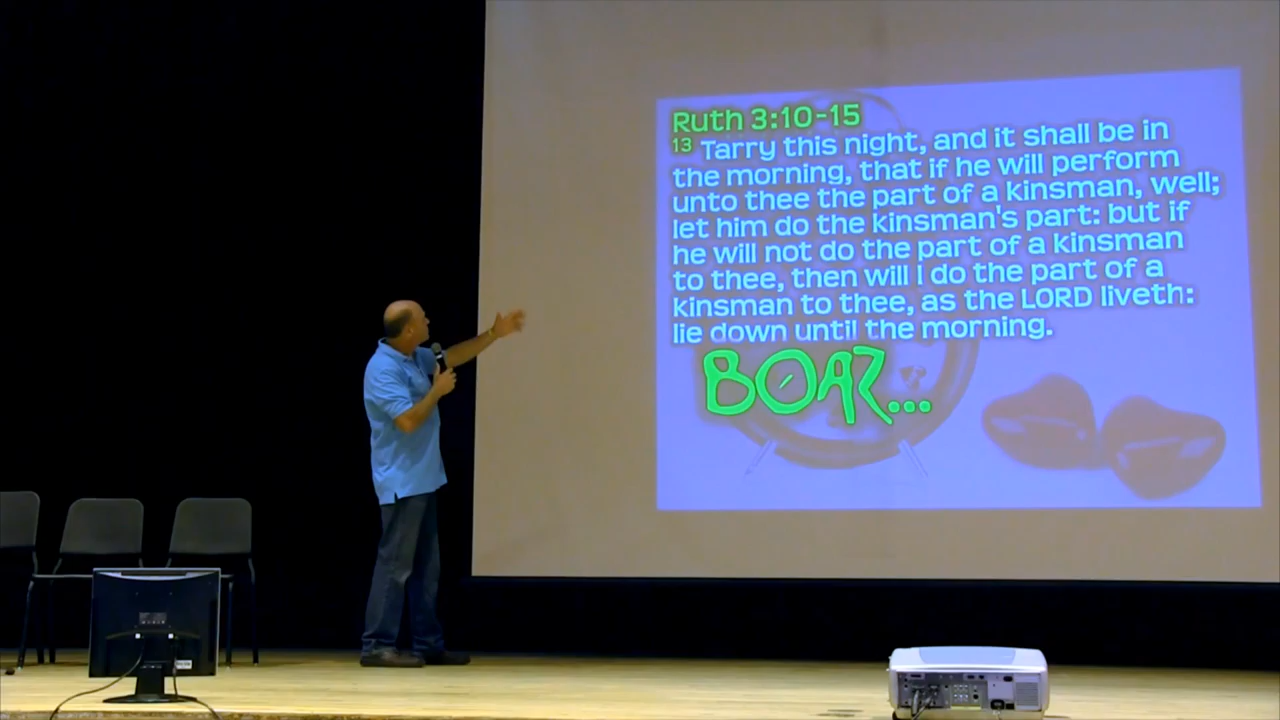 Ruth 3:10-15
13 Tarry this night, and it shall be in
the morning, that if he will perform
unto thee the part of a kinsman, well;
let him do the kinsman's part: but if
he will not do the part of a kinsman
to thee, then will I do the part of a
kinsman to thee, as the LORD liveth:
lie down until the morning.
BOAZ...